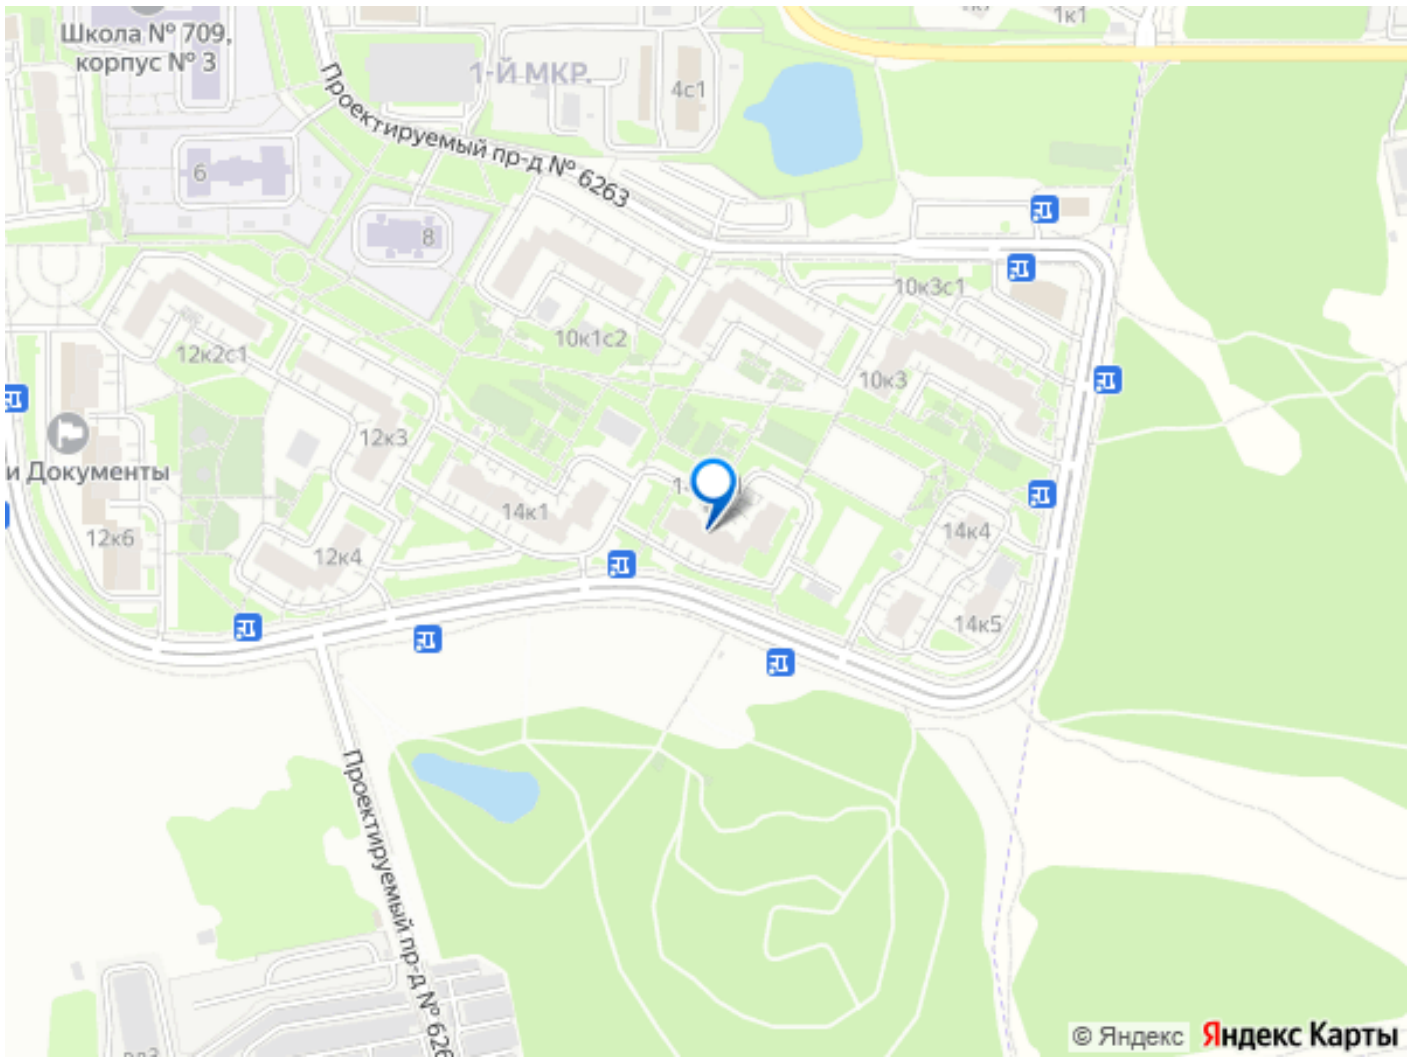 Школа № 709,
корпус № 3
1к1
1-Й МКР.
4с1
Проектируемый пр-д № 6263
6
8
10к3с1
10к1с2
12к2с1
10к3
12к3
и Документы
14к1
12к6
12к4
14к4
14к5
Проектируемый пр-д № 626
© Яндекс
Яндекс Карты